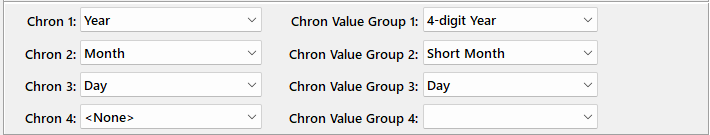 Chron 1: Year Chron Value Group 1: 4-digit Year
Chron 2: Month Chron Value Group 2: Short Month
Chron 3: Day Chron Value Group 3: Day
Chron 4: <None> Chron Value Group 4: